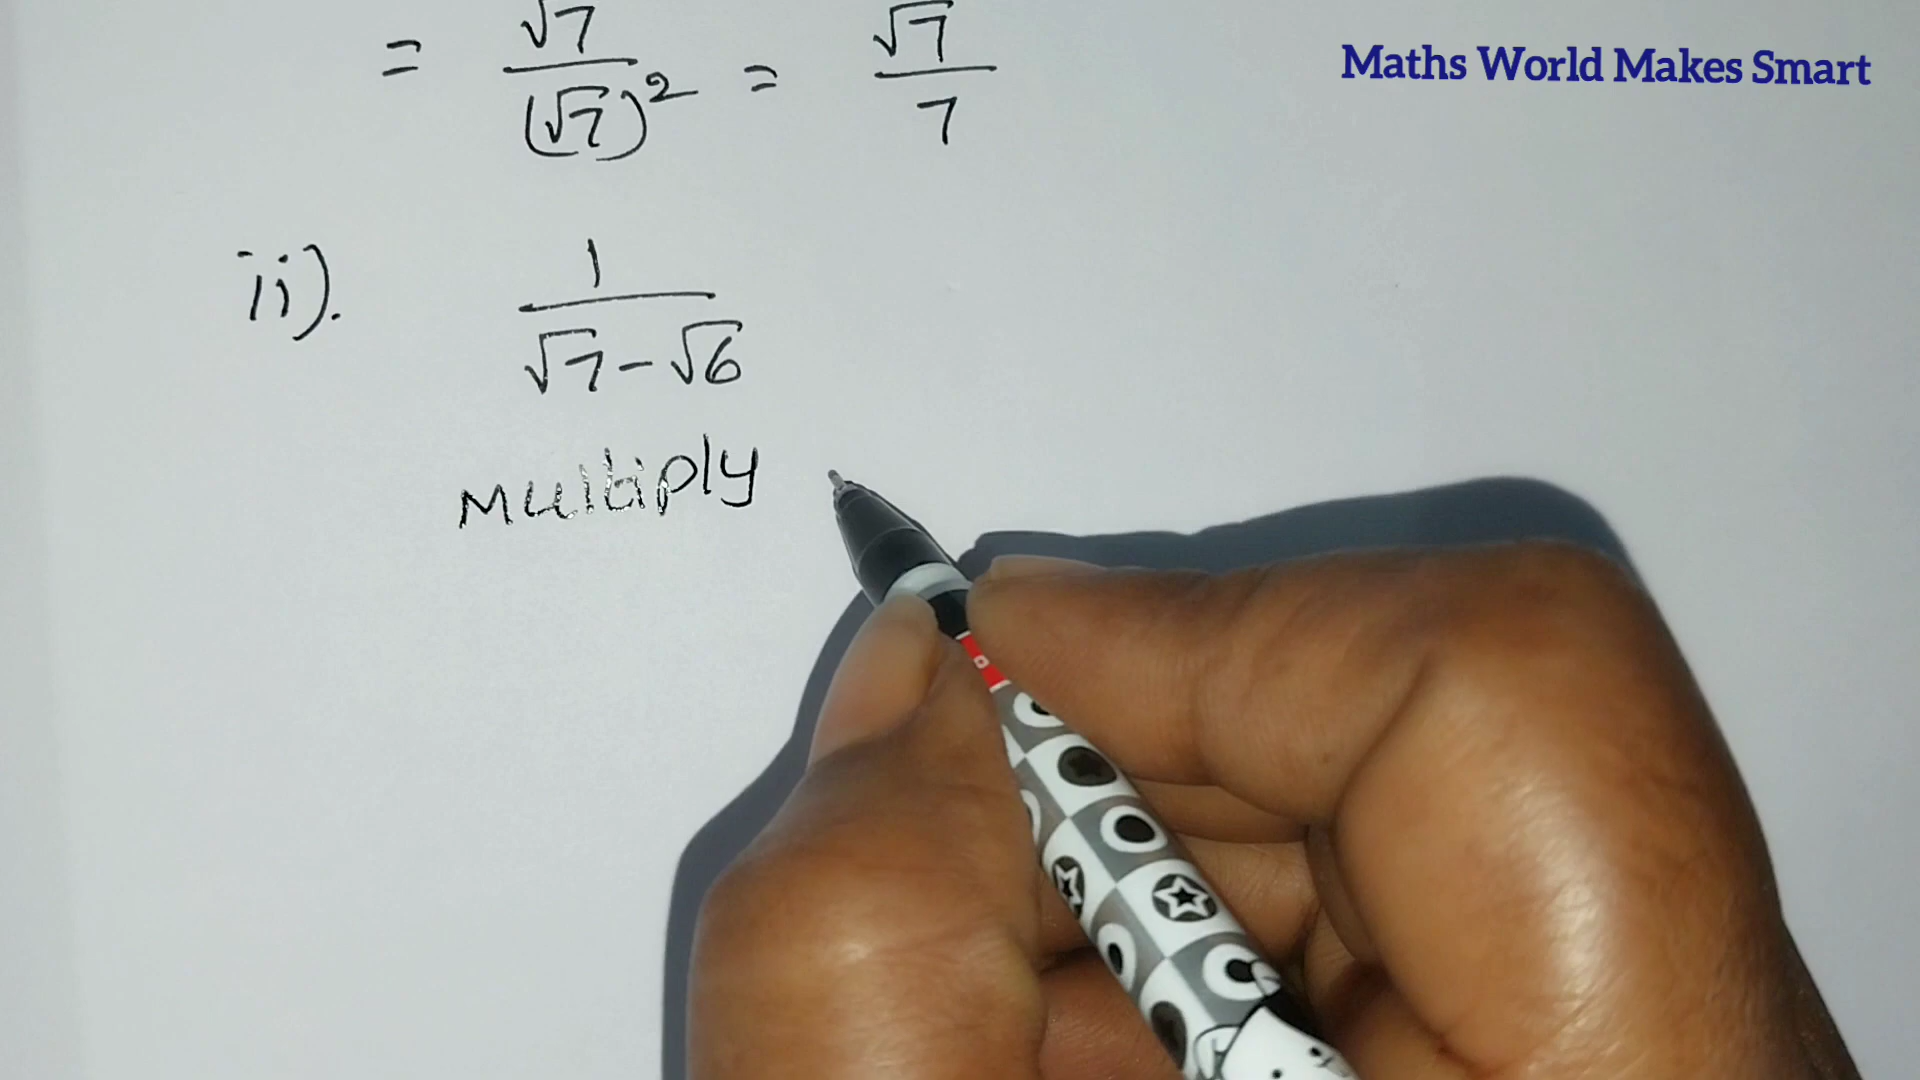 Maths World Makes Smart
= √7 / (√7)² = √7 / 7
ii). 1 / √7 - √6
Multiply